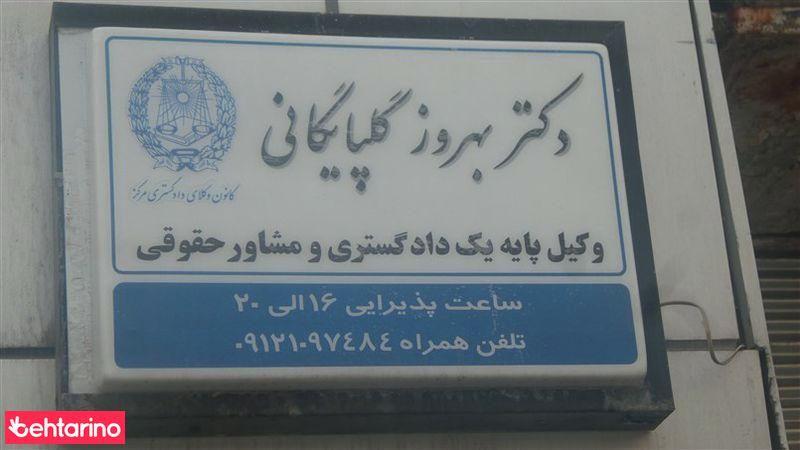 دکتر بهروز گلپایگانی
کانون وکلای دادگستری مرکز
وکیل پایه یک دادگستری و مشاور حقوقی
ساعت پذیرایی ۱۶ الی ۲۰
تلفن همراه ۰۹۱۲۱۰۹۷۴۸۴
behtarino